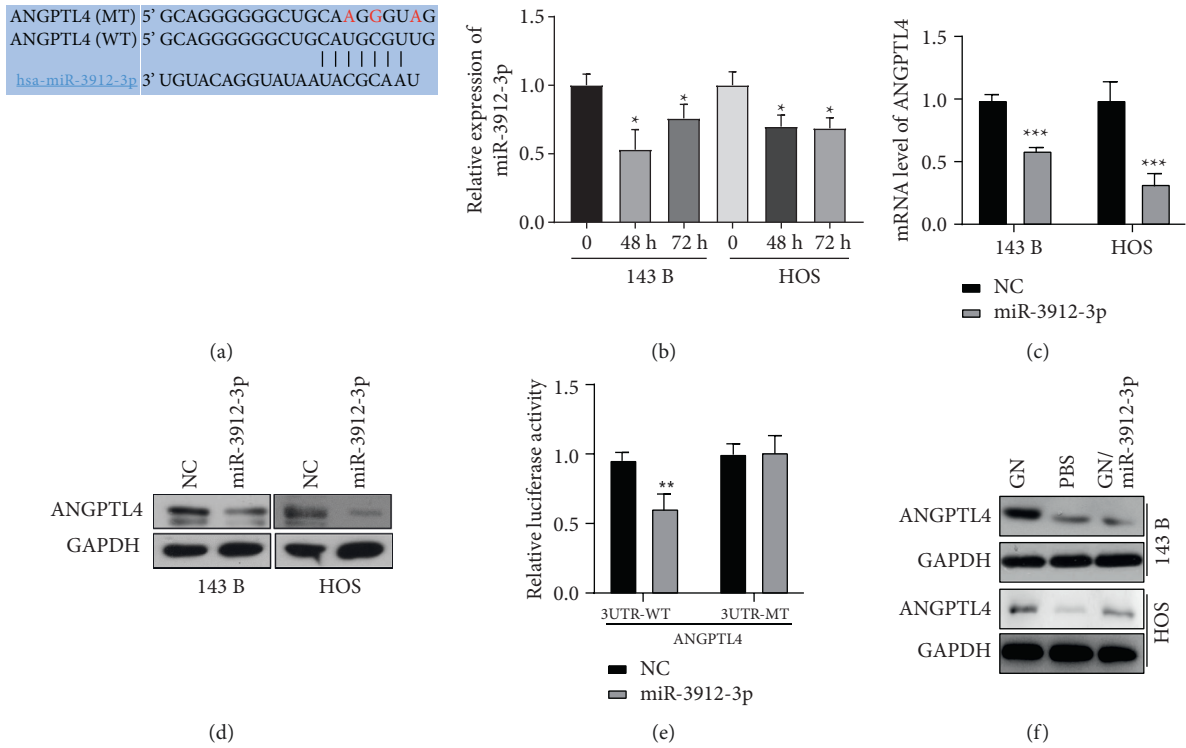 ANGPTL4 (MT) 5' GCAGGGGGGCUGCAAGGGUAG
ANGPTL4 (WT) 5' GCAGGGGGGCUGCAUGCGUUG
hsa-miR-3912-3p 3' UGUACAGGUAUAAUACGCAAU
(a)
Relative expression of
miR-3912-3p
1.5
1.0
0.5
0.0
* * * *
0 48 h 72 h 0 48 h 72 h
143 B HOS
(b)
mRNA level of ANGPTL4
1.5
1.0
0.5
0.0
*** ***
143 B HOS
NC
miR-3912-3p
(c)
NC miR-3912-3p NC miR-3912-3p
ANGPTL4
GAPDH
143 B HOS
(d)
Relative luciferase activity
1.5
1.0
0.5
0.0
**
3UTR-WT 3UTR-MT
ANGPTL4
NC
miR-3912-3p
(e)
GN PBS GN/
miR-3912-3p
ANGPTL4
GAPDH
143 B
ANGPTL4
GAPDH
HOS
(f)